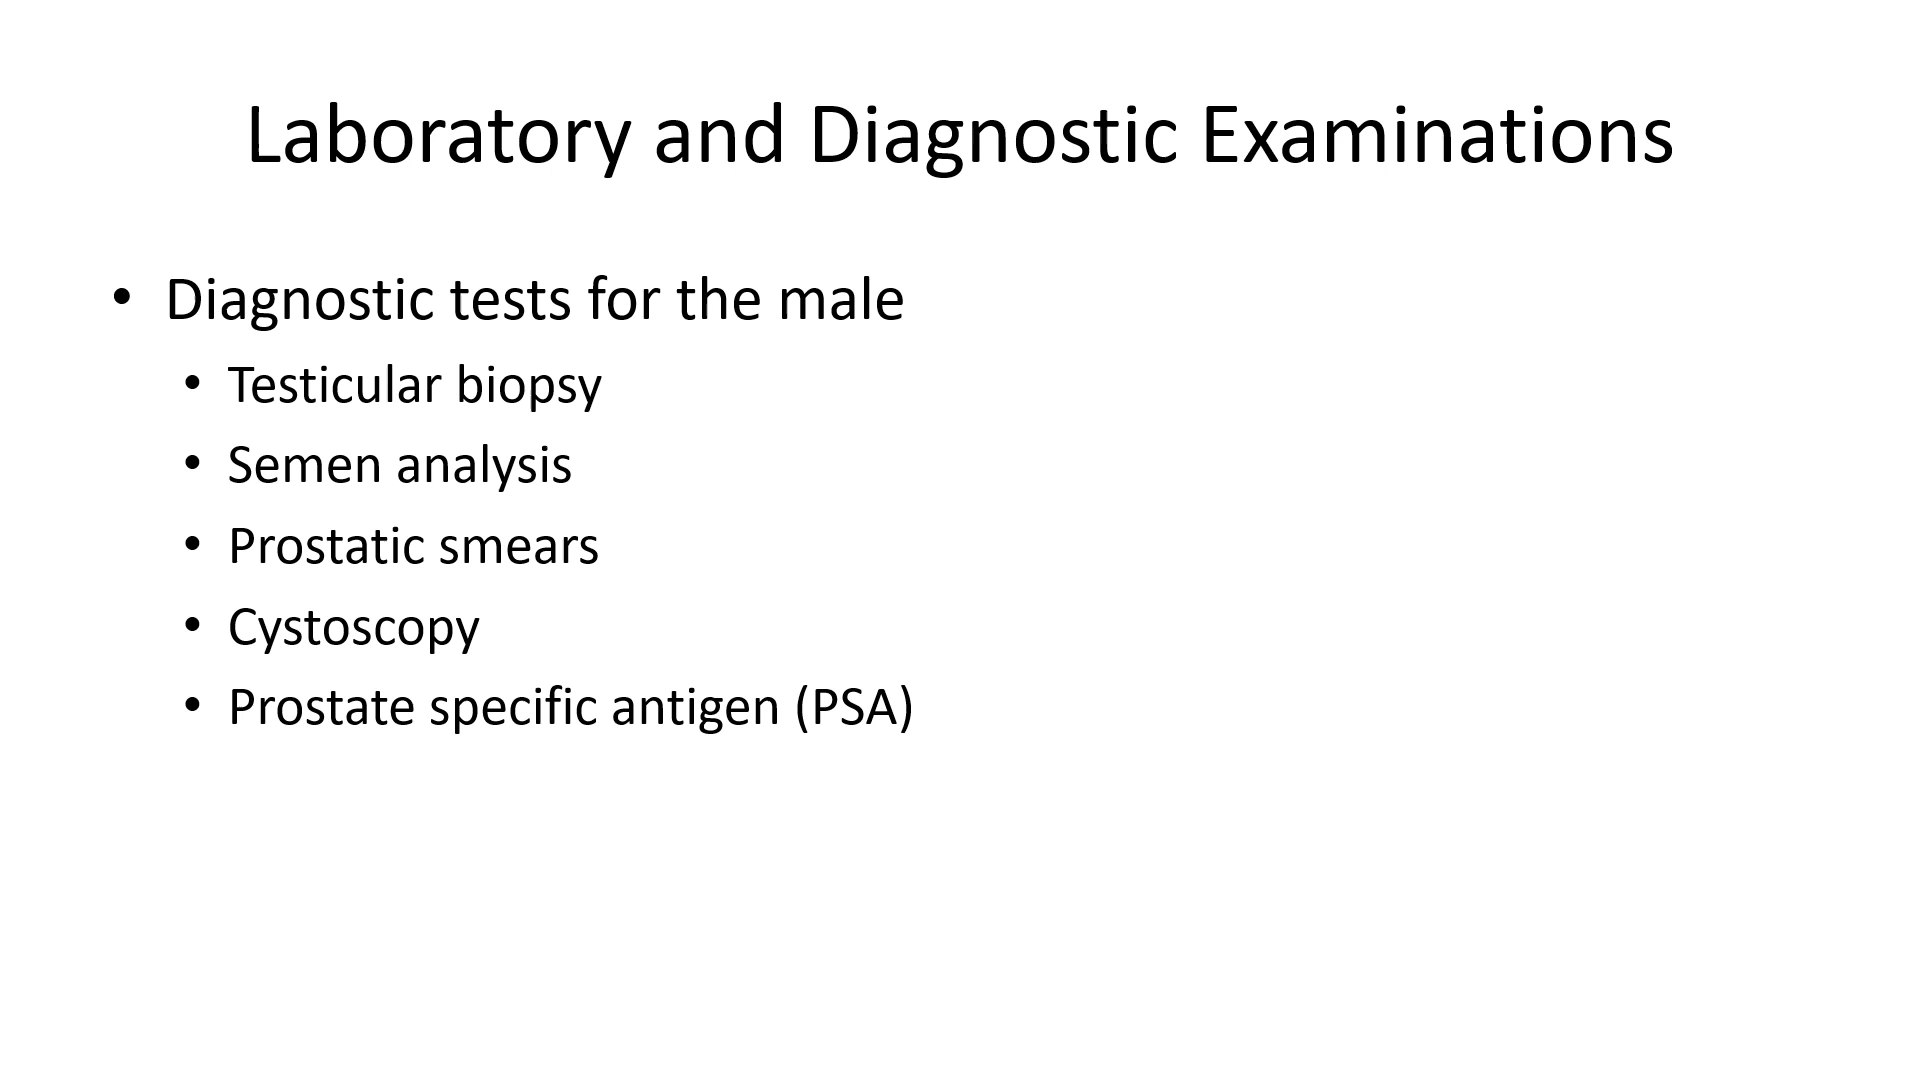 Laboratory and Diagnostic Examinations
• Diagnostic tests for the male
• Testicular biopsy
• Semen analysis
• Prostatic smears
• Cystoscopy
• Prostate specific antigen (PSA)